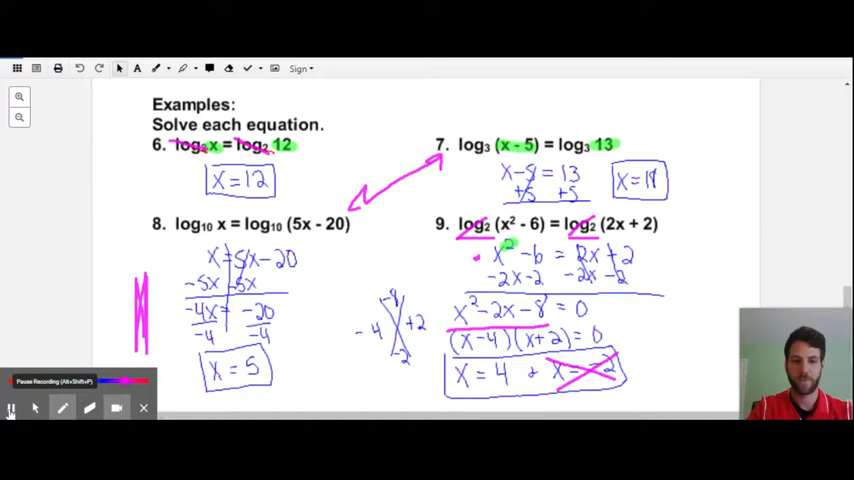 Sign
Examples:
Solve each equation.
6. log₂ x = log₂ 12
x = 12
7. log₃ (x - 5) = log₃ 13
x - 5 = 13
+5 +5
x = 18
8. log₁₀ x = log₁₀ (5x - 20)
x = 5x - 20
-5x -5x
-4x = -20
-4 -4
x = 5
9. log₂ (x² - 6) = log₂ (2x + 2)
x² - 6 = 2x + 2
-2x - 2 -2x - 2
x² - 2x - 8 = 0
-8
-4 +2
-2
(x - 4)(x + 2) = 0
x = 4 + x = -2
Pause Recording (Alt+Shift+P)